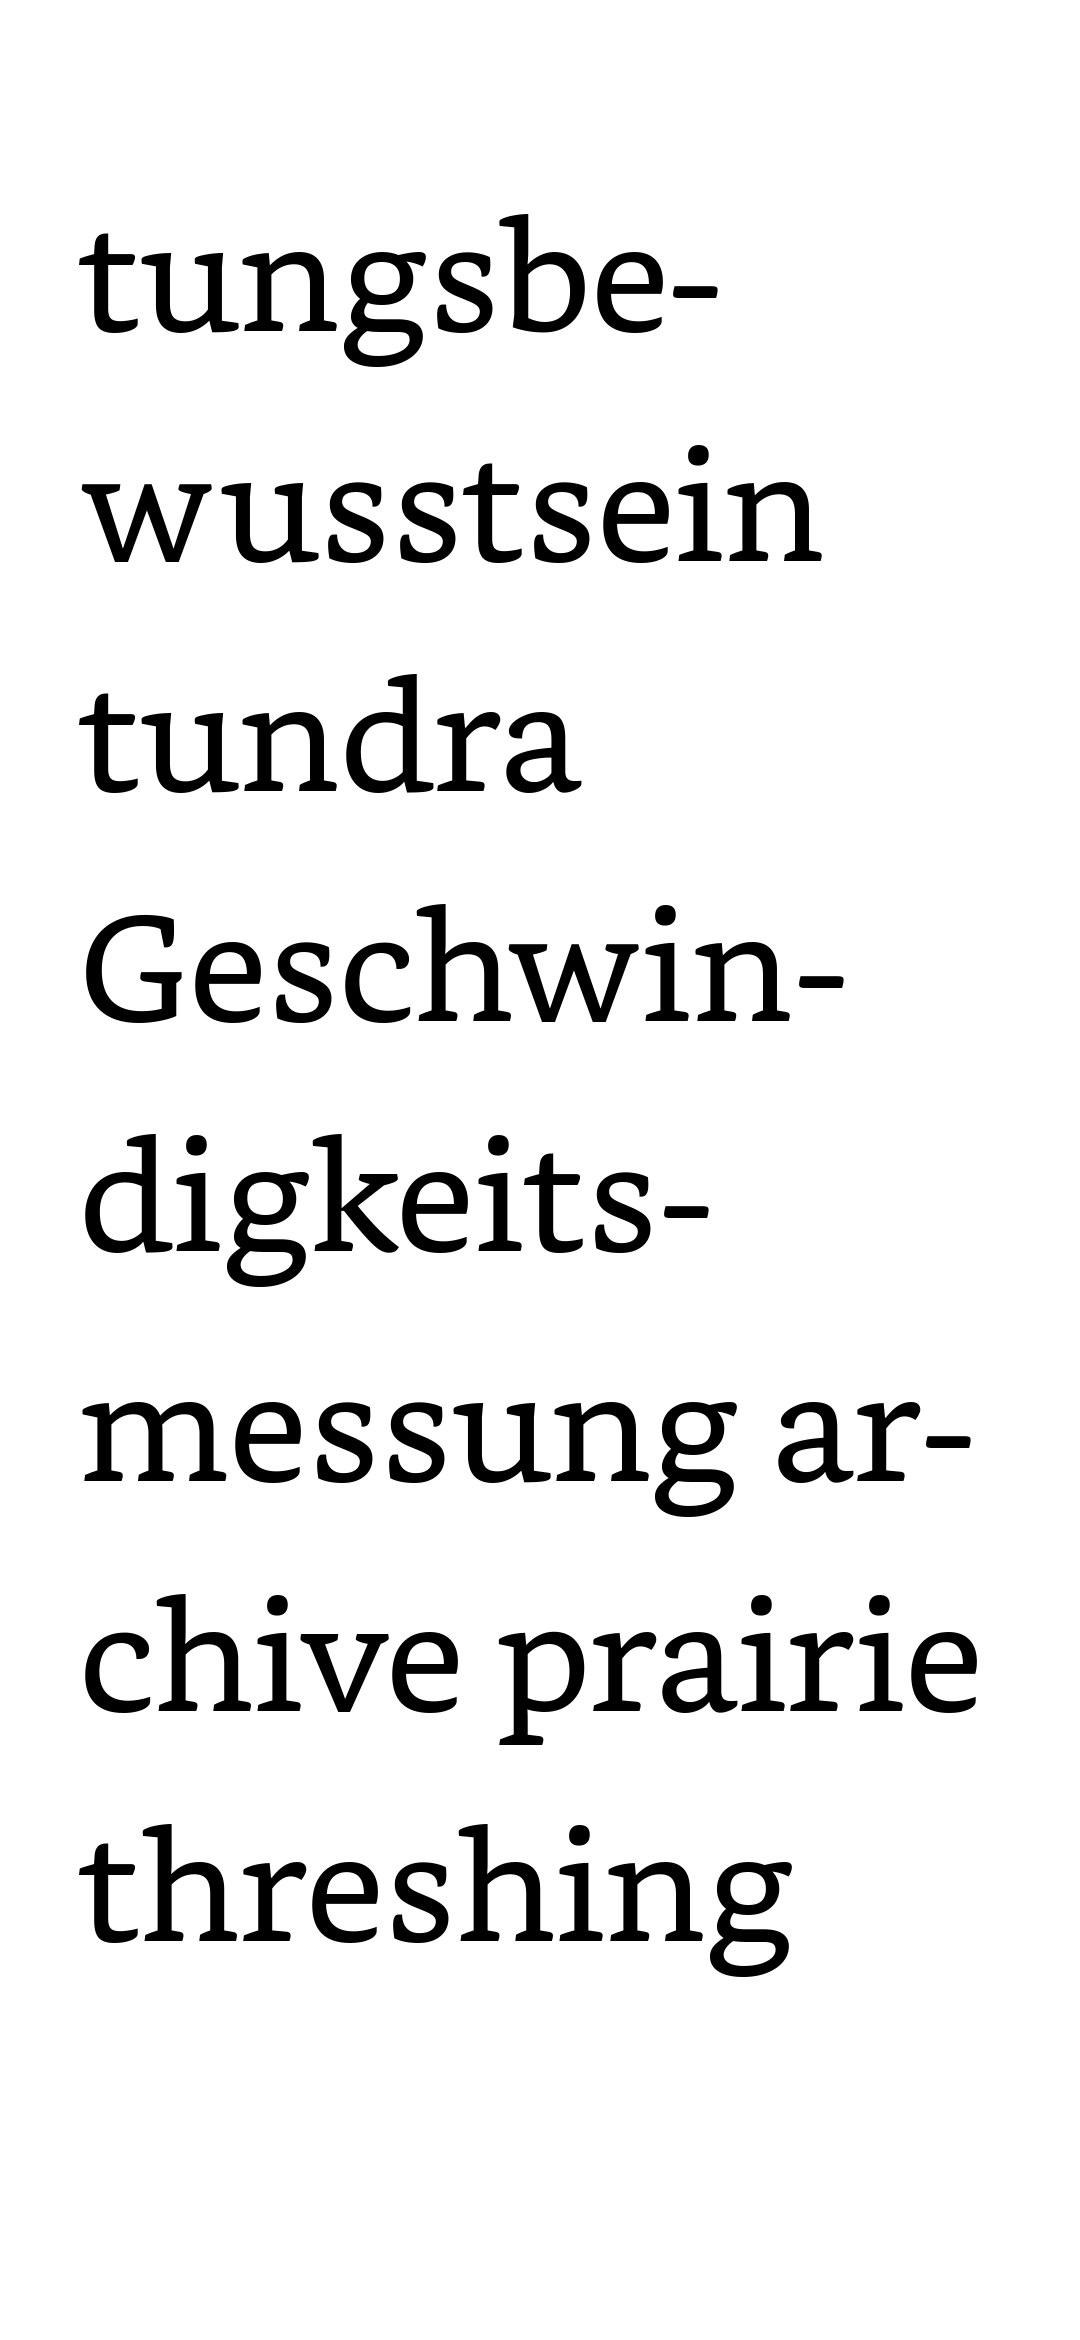 tungsbe-
wusstsein
tundra
Geschwin-
digkeits-
messung ar-
chive prairie
threshing